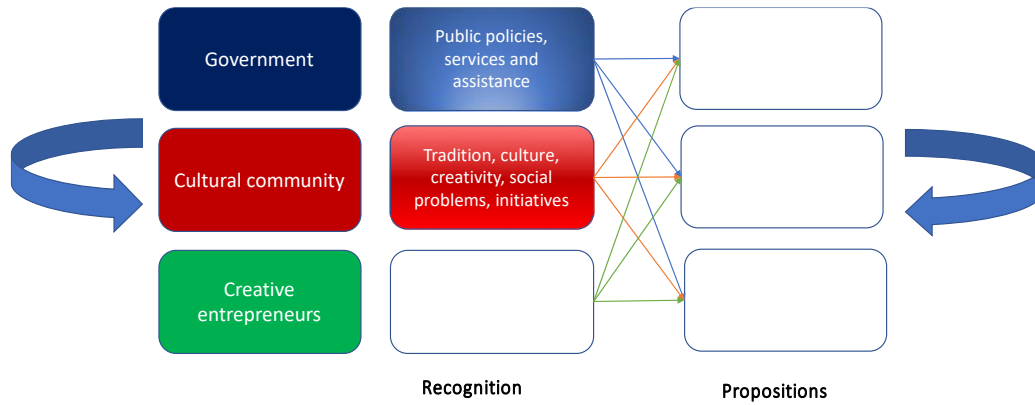 Government
Public policies,
services and
assistance
Cultural community
Tradition, culture,
creativity, social
problems, initiatives
Creative
entrepreneurs
Recognition
Propositions